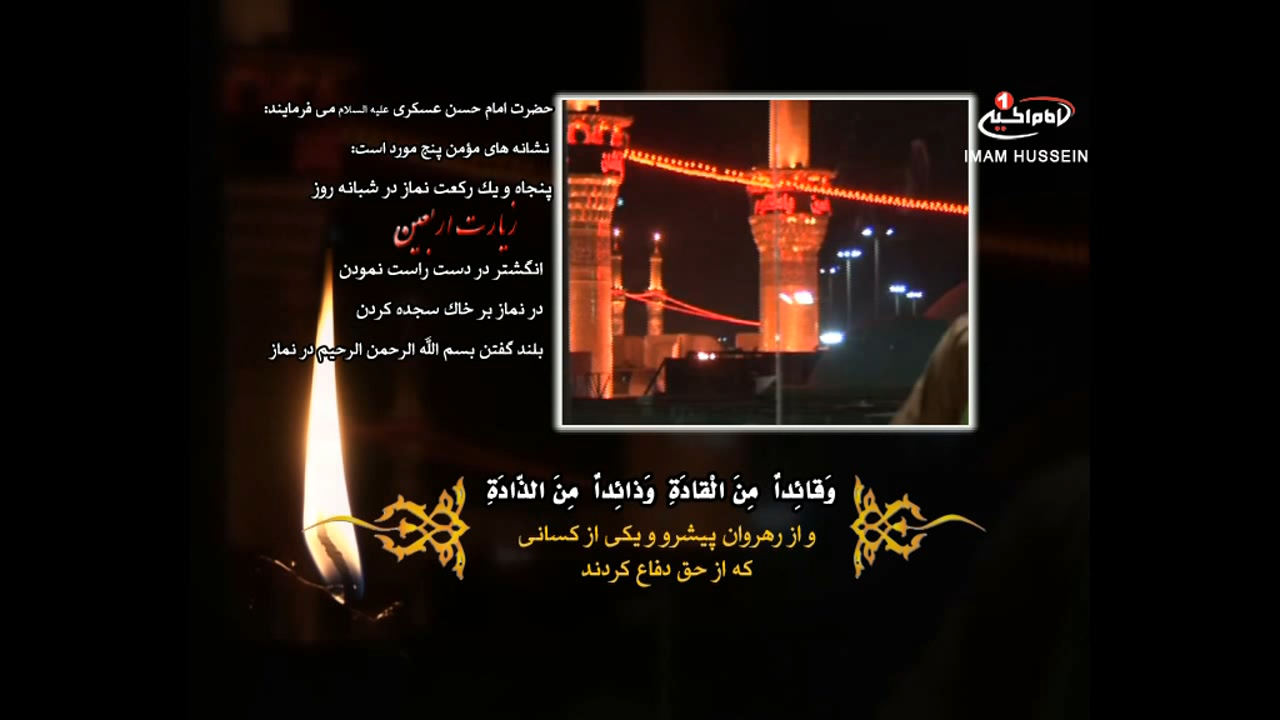 حضرت امام حسن عسکری علیه السلام می فرمایند:
نشانه های مؤمن پنج مورد است:
پنجاه و یك رکعت نماز در شبانه روز
زیارت اربعین
انگشتر در دست راست نمودن
در نماز بر خاك سجده کردن
بلند گفتن بسم الله الرحمن الرحیم در نماز
1
امام الحسین
IMAM HUSSEIN
وَقائِداٌ مِنَ الْقادَةِ وَذائِداٌ مِنَ الذّادَةِ
و از رهروان پیشرو و یکی از کسانی
که از حق دفاع کردند